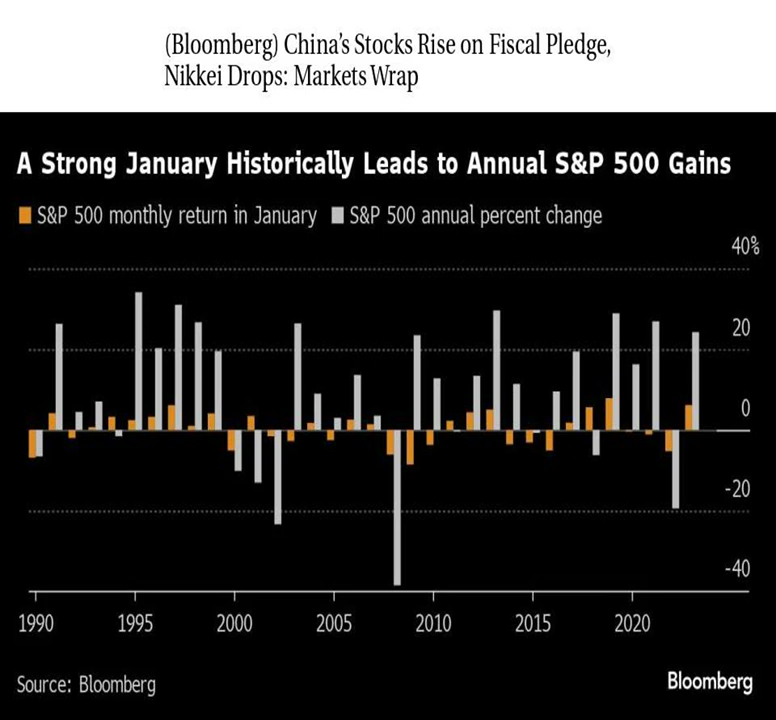 (Bloomberg) China's Stocks Rise on Fiscal Pledge,
Nikkei Drops: Markets Wrap
A Strong January Historically Leads to Annual S&P 500 Gains
S&P 500 monthly return in January S&P 500 annual percent change
40%
20
0
-20
-40
1990 1995 2000 2005 2010 2015 2020
Source: Bloomberg Bloomberg